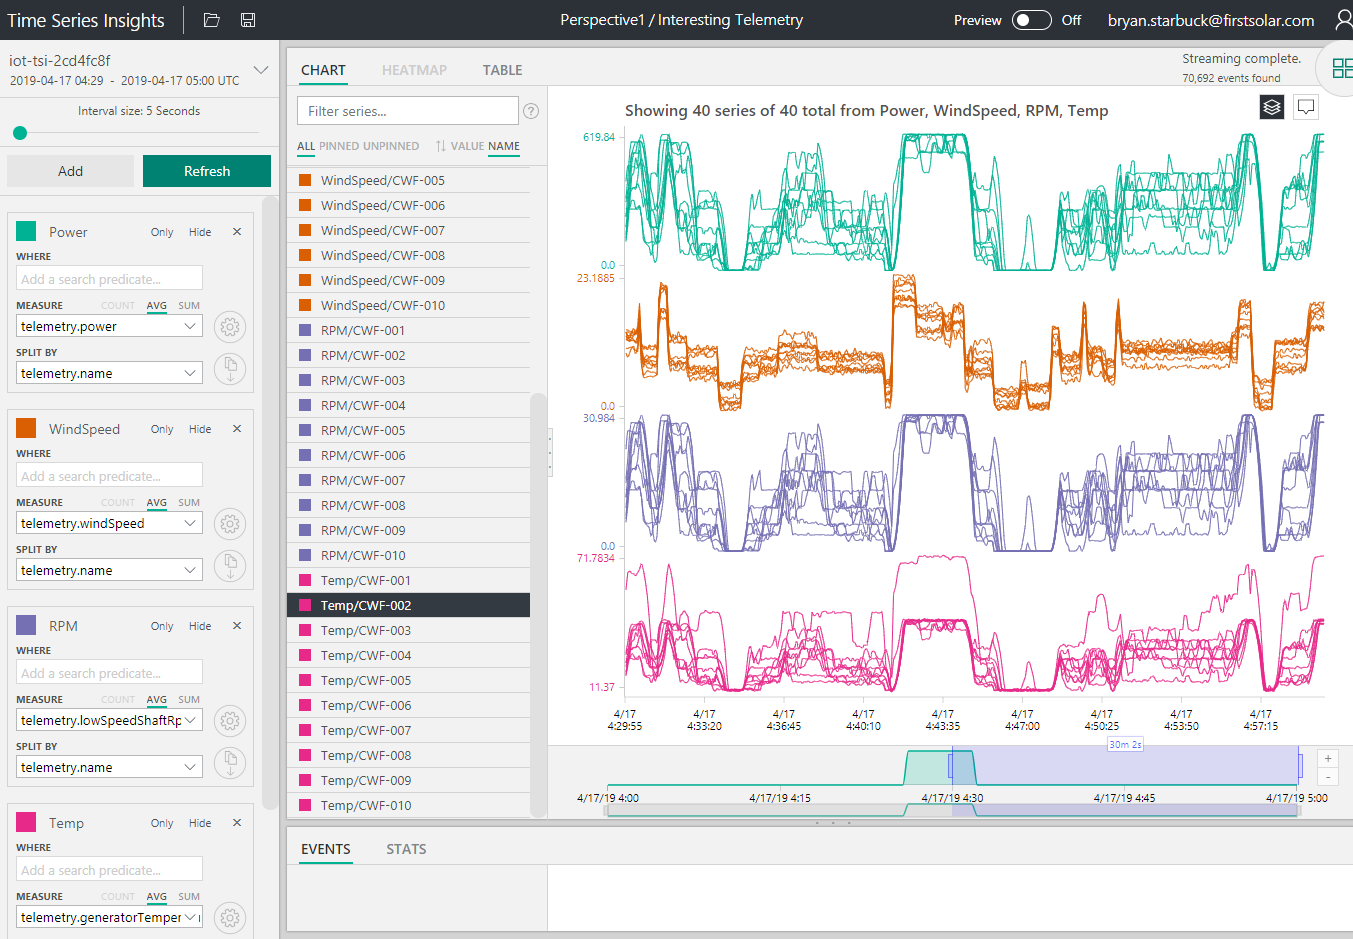 Time Series Insights
Perspective1 / Interesting Telemetry
Preview Off bryan.starbuck@firstsolar.com
iot-tsi-2cd4fc8f
2019-04-17 04:29 - 2019-04-17 05:00 UTC
Interval size: 5 Seconds
Add Refresh
Power Only Hide ×
WHERE
Add a search predicate...
MEASURE COUNT AVG SUM
telemetry.power
SPLIT BY
telemetry.name
WindSpeed Only Hide ×
WHERE
Add a search predicate...
MEASURE COUNT AVG SUM
telemetry.windSpeed
SPLIT BY
telemetry.name
RPM Only Hide ×
WHERE
Add a search predicate...
MEASURE COUNT AVG SUM
telemetry.lowSpeedShaftRp
SPLIT BY
telemetry.name
Temp Only Hide ×
WHERE
Add a search predicate...
MEASURE COUNT AVG SUM
telemetry.generatorTemper
CHART HEATMAP TABLE
Streaming complete.
70,692 events found
Filter series... ?
ALL PINNED UNPINNED VALUE NAME
WindSpeed/CWF-005
WindSpeed/CWF-006
WindSpeed/CWF-007
WindSpeed/CWF-008
WindSpeed/CWF-009
WindSpeed/CWF-010
RPM/CWF-001
RPM/CWF-002
RPM/CWF-003
RPM/CWF-004
RPM/CWF-005
RPM/CWF-006
RPM/CWF-007
RPM/CWF-008
RPM/CWF-009
RPM/CWF-010
Temp/CWF-001
Temp/CWF-002
Temp/CWF-003
Temp/CWF-004
Temp/CWF-005
Temp/CWF-006
Temp/CWF-007
Temp/CWF-008
Temp/CWF-009
Temp/CWF-010
Showing 40 series of 40 total from Power, WindSpeed, RPM, Temp
619.84
0.0
23.1885
0.0
30.984
0.0
71.7834
11.37
4/17 4/17 4/17 4/17 4/17 4/17 4/17 4/17 4/17
4:29:55 4:33:20 4:36:45 4:40:10 4:43:35 4:47:00 4:50:25 4:53:50 4:57:15
30m 2s
+
-
4/17/19 4:00 4/17/19 4:15 4/17/19 4:30 4/17/19 4:45 4/17/19 5:00
EVENTS STATS